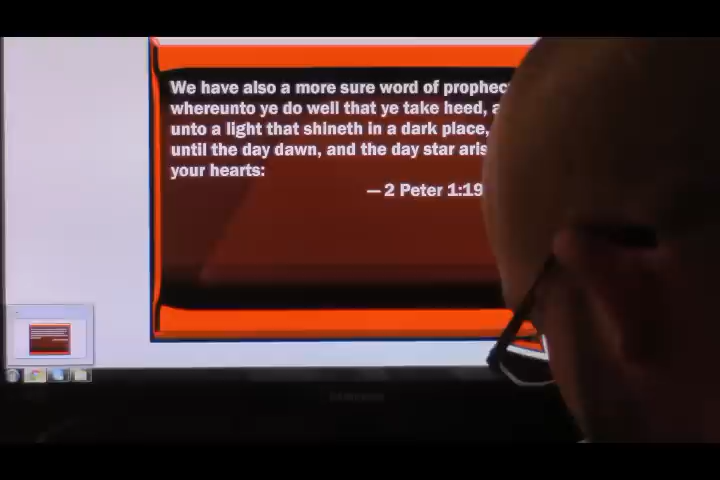 We have also a more sure word of prophec
whereunto ye do well that ye take heed, a
unto a light that shineth in a dark place,
until the day dawn, and the day star aris
your hearts:
—2 Peter 1:19
SAMSUNG